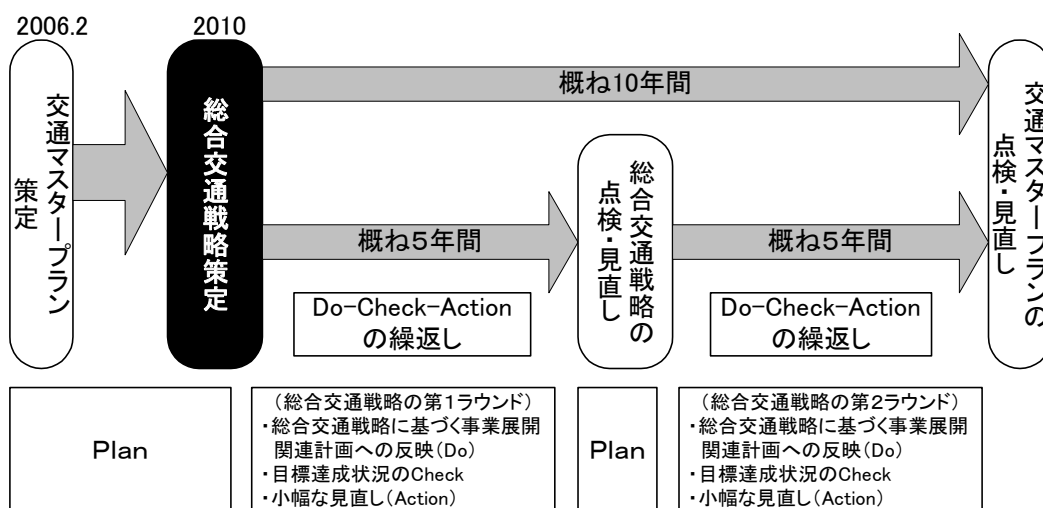 2006.2
2010
交通マスタープラン
策定
総合交通戦略策定
概ね10年間
概ね5年間
総合交通戦略の
点検・見直し
概ね5年間
交通マスタープランの
点検・見直し
Do-Check-Action
の繰返し
Do-Check-Action
の繰返し
Plan
（総合交通戦略の第1ラウンド）
・総合交通戦略に基づく事業展開
関連計画への反映（Do）
・目標達成状況のCheck
・小幅な見直し（Action）
Plan
（総合交通戦略の第2ラウンド）
・総合交通戦略に基づく事業展開
関連計画への反映（Do）
・目標達成状況のCheck
・小幅な見直し（Action）